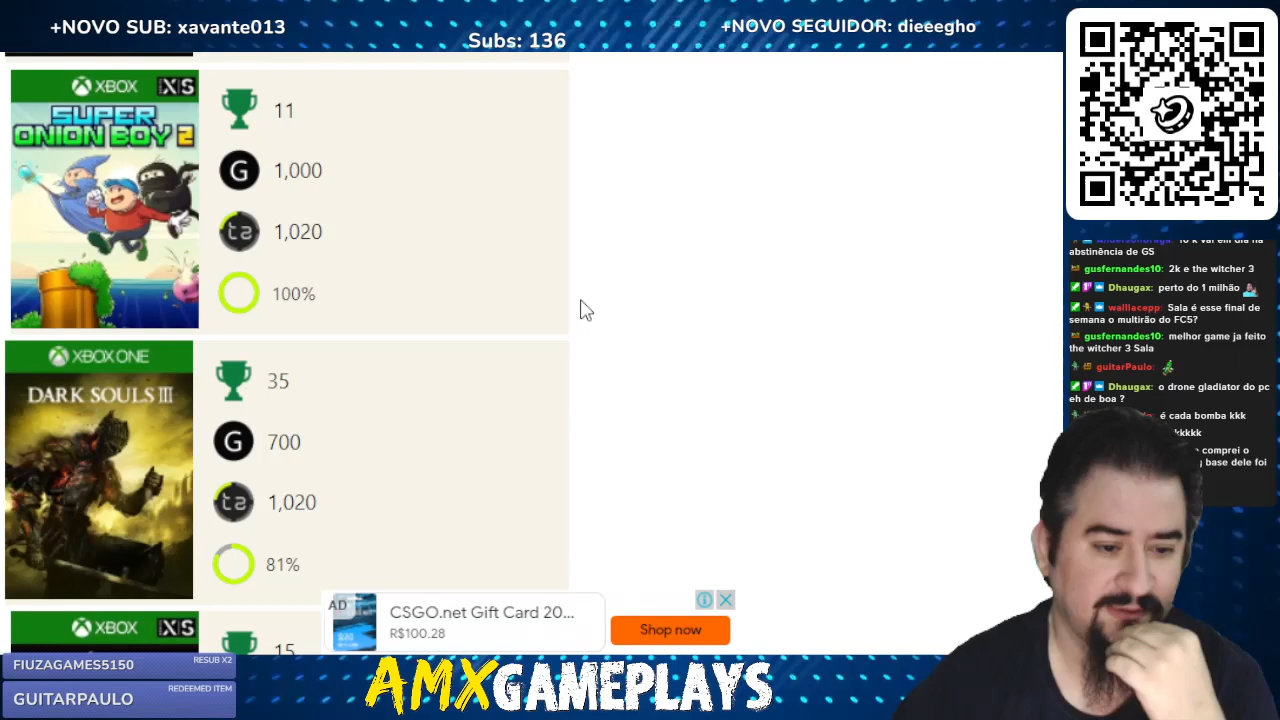 +NOVO SUB: xavante013
Subs: 136
+NOVO SEGUIDOR: dieeegho
XBOX
X|S
SUPER
ONION BOY 2
11
G
1,000
ta
1,020
100%
XBOX ONE
DARK SOULS III
35
G
700
ta
1,020
81%
XBOX
X|S
15
AD
CSGO.net Gift Card 20...
R$100.28
Shop now
abstinência de GS
gusfernandes10: 2k e the witcher 3
Dhaugax: perto do 1 milhão
walllacepp: Sala é esse final de
semana o multirão do FC5?
gusfernandes10: melhor game ja feito
the witcher 3 Sala
guitarPaulo:
Dhaugax: o drone gladiator do pc
eh de boa ?
é cada bomba kkk
kkkkk
comprei o
base dele foi
FIUZAGAMES5150
RESUB X2
GUITARPAULO
REDEEMED ITEM
AMXGAMEPLAYS